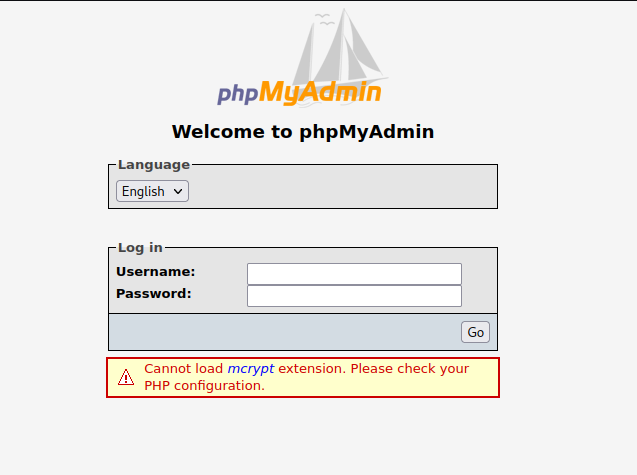 phpMyAdmin
Welcome to phpMyAdmin
Language
English
Log in
Username:
Password:
Go
Cannot load mcrypt extension. Please check your
PHP configuration.